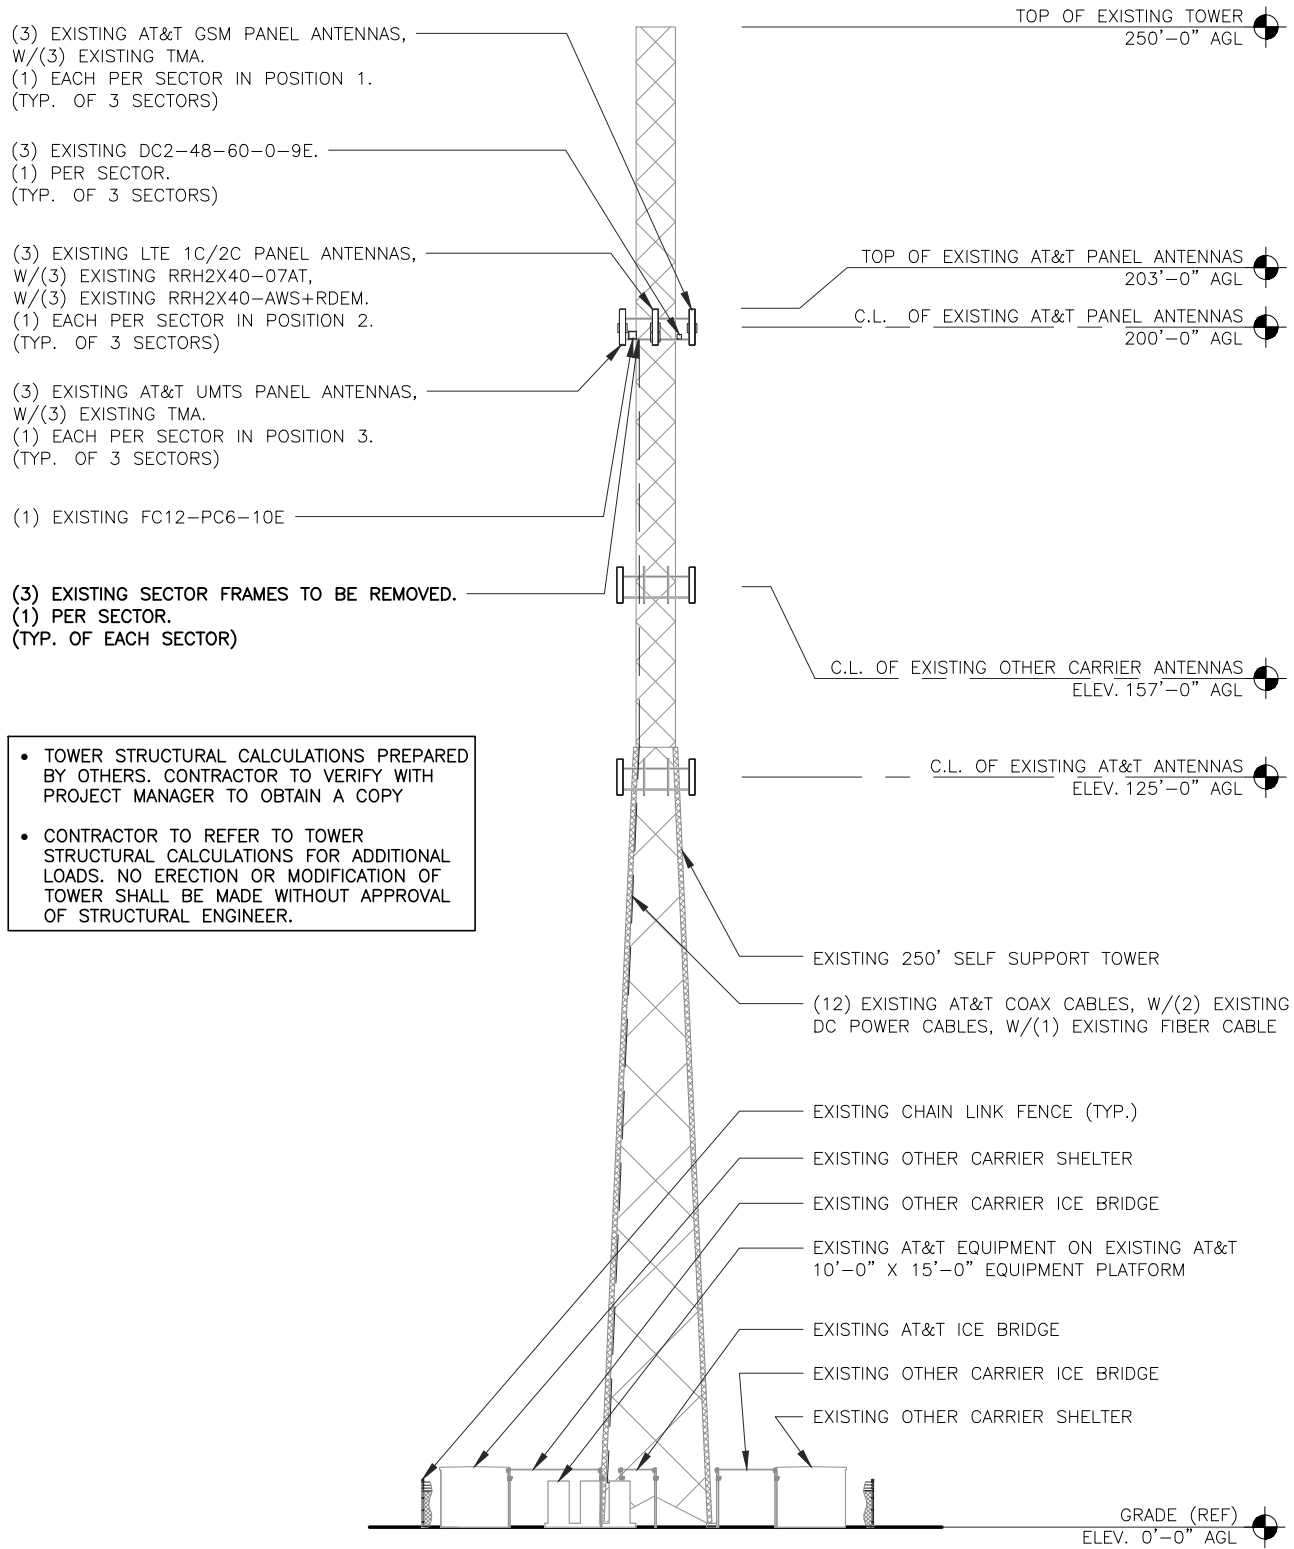 (3) EXISTING AT&T GSM PANEL ANTENNAS,
W/(3) EXISTING TMA.
(1) EACH PER SECTOR IN POSITION 1.
(TYP. OF 3 SECTORS)
(3) EXISTING DC2-48-60-0-9E.
(1) PER SECTOR.
(TYP. OF 3 SECTORS)
(3) EXISTING LTE 1C/2C PANEL ANTENNAS,
W/(3) EXISTING RRH2X40-07AT,
W/(3) EXISTING RRH2X40-AWS+RDEM.
(1) EACH PER SECTOR IN POSITION 2.
(TYP. OF 3 SECTORS)
(3) EXISTING AT&T UMTS PANEL ANTENNAS,
W/(3) EXISTING TMA.
(1) EACH PER SECTOR IN POSITION 3.
(TYP. OF 3 SECTORS)
(1) EXISTING FC12-PC6-10E
(3) EXISTING SECTOR FRAMES TO BE REMOVED.
(1) PER SECTOR.
(TYP. OF EACH SECTOR)
• TOWER STRUCTURAL CALCULATIONS PREPARED
BY OTHERS. CONTRACTOR TO VERIFY WITH
PROJECT MANAGER TO OBTAIN A COPY
• CONTRACTOR TO REFER TO TOWER
STRUCTURAL CALCULATIONS FOR ADDITIONAL
LOADS. NO ERECTION OR MODIFICATION OF
TOWER SHALL BE MADE WITHOUT APPROVAL
OF STRUCTURAL ENGINEER.
TOP OF EXISTING TOWER
250'-0" AGL
TOP OF EXISTING AT&T PANEL ANTENNAS
203'-0" AGL
C.L. OF EXISTING AT&T PANEL ANTENNAS
200'-0" AGL
C.L. OF EXISTING OTHER CARRIER ANTENNAS
ELEV. 157'-0" AGL
C.L. OF EXISTING AT&T ANTENNAS
ELEV. 125'-0" AGL
EXISTING 250' SELF SUPPORT TOWER
(12) EXISTING AT&T COAX CABLES, W/(2) EXISTING
DC POWER CABLES, W/(1) EXISTING FIBER CABLE
EXISTING CHAIN LINK FENCE (TYP.)
EXISTING OTHER CARRIER SHELTER
EXISTING OTHER CARRIER ICE BRIDGE
EXISTING AT&T EQUIPMENT ON EXISTING AT&T
10'-0" X 15'-0" EQUIPMENT PLATFORM
EXISTING AT&T ICE BRIDGE
EXISTING OTHER CARRIER ICE BRIDGE
EXISTING OTHER CARRIER SHELTER
GRADE (REF)
ELEV. 0'-0" AGL